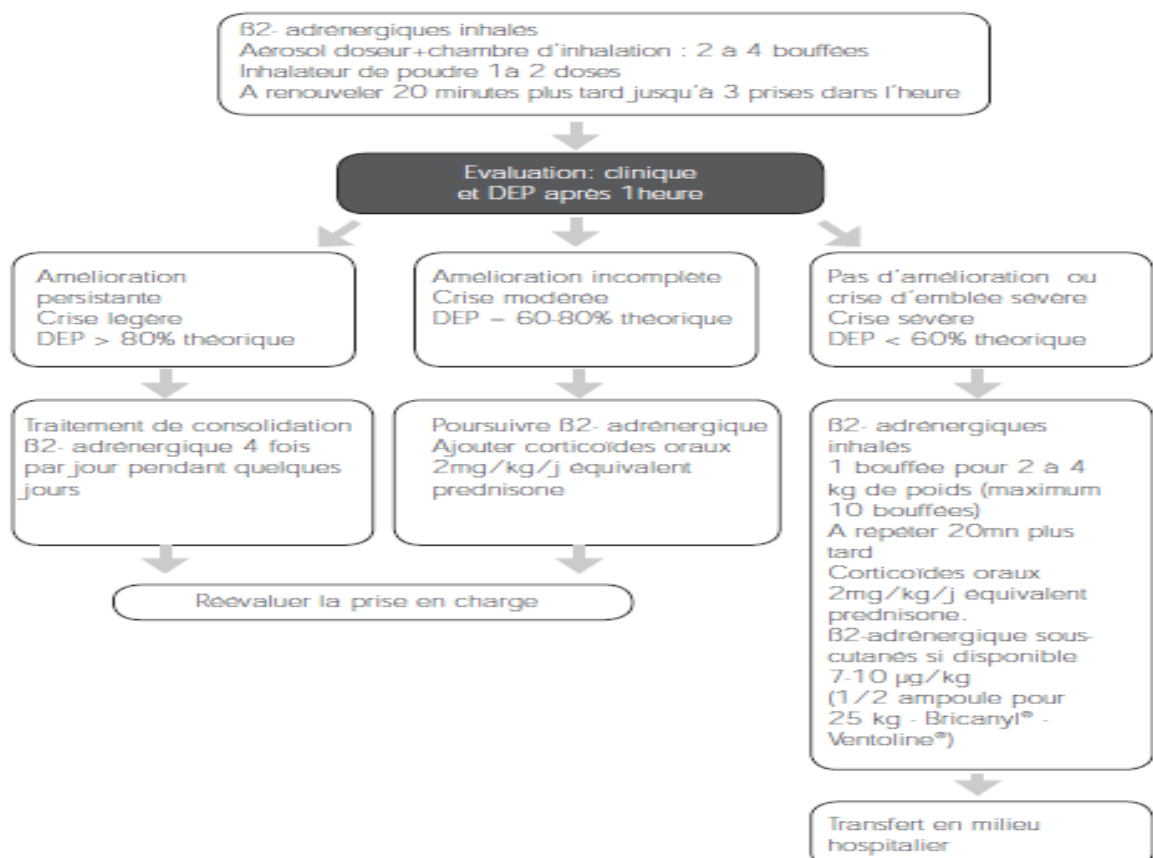 ß2- adrénergiques inhalés
Aérosol doseur+chambre d'inhalation : 2 à 4 bouffées
Inhalateur de poudre 1à 2 doses
A renouveler 20 minutes plus tard jusqu'à 3 prises dans l'heure
Evaluation: clinique
et DEP après 1heure
Amélioration
persistante
Crise légère
DEP > 80% théorique
Amélioration incomplète
Crise modérée
DEP – 60-80% théorique
Pas d'amélioration ou
crise d'emblée sévère
Crise sévère
DEP < 60% théorique
Traitement de consolidation
ß2- adrénergique 4 fois
par jour pendant quelques
jours
Poursuivre ß2- adrénergique
Ajouter corticoïdes oraux
2mg/kg/j équivalent
prednisone
ß2- adrénergiques
inhalés
1 bouffée pour 2 à 4
kg de poids (maximum
10 bouffées)
A répéter 20mn plus
tard
Corticoïdes oraux
2mg/kg/j équivalent
prednisone.
ß2-adrénergique sous-
cutanés si disponible
7-10 µg/kg
(1/2 ampoule pour
25 kg - Bricanyl® -
Ventoline®)
Réévaluer la prise en charge
Transfert en milieu
hospitalier